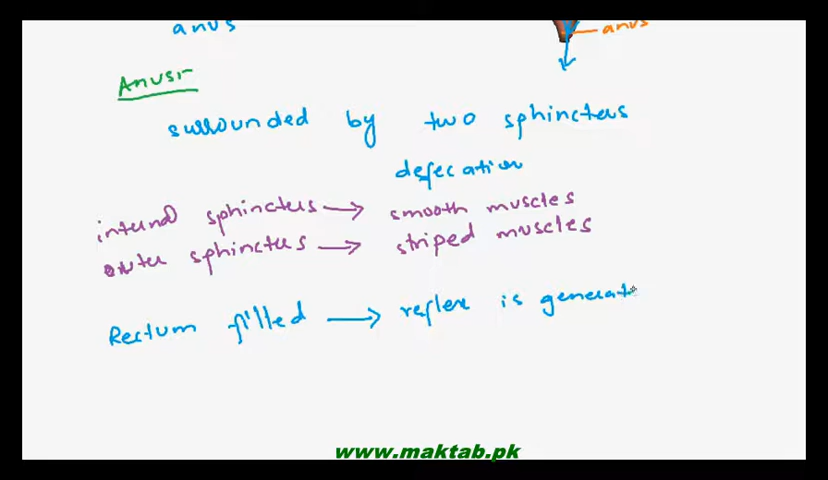 anus
anus
Anus:-
surrounded by two sphincters
defecation
internal sphincters → smooth muscles
outer sphincters → striped muscles
Rectum filled → reflex is generat
www.maktab.pk